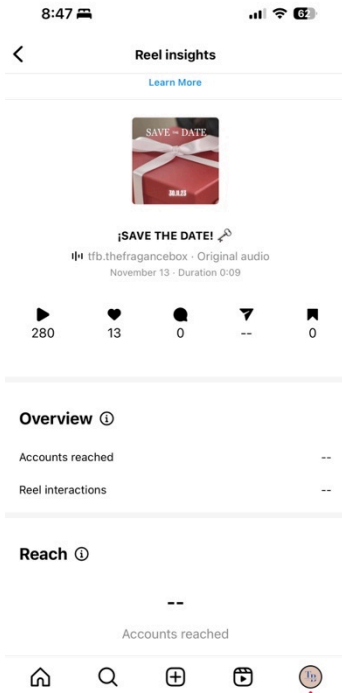 8:47
62
Reel insights
Learn More
SAVE THE DATE
¡SAVE THE DATE!
tfb.thefragancebox · Original audio
November 13 · Duration 0:09
280 13 0 -- 0
Overview
Accounts reached --
Reel interactions --
Reach
--
Accounts reached